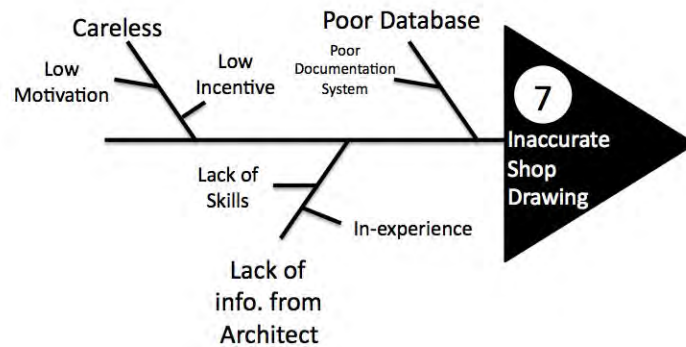 Careless
Poor Database
Low
Motivation
Low
Incentive
Poor
Documentation
System
7
Inaccurate
Shop
Drawing
Lack of
Skills
In-experience
Lack of
info. from
Architect